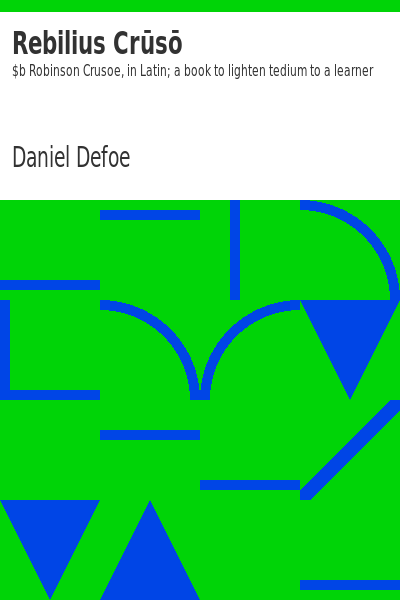 Rebilius Crūsō
$b Robinson Crusoe, in Latin; a book to lighten tedium to a learner
Daniel Defoe